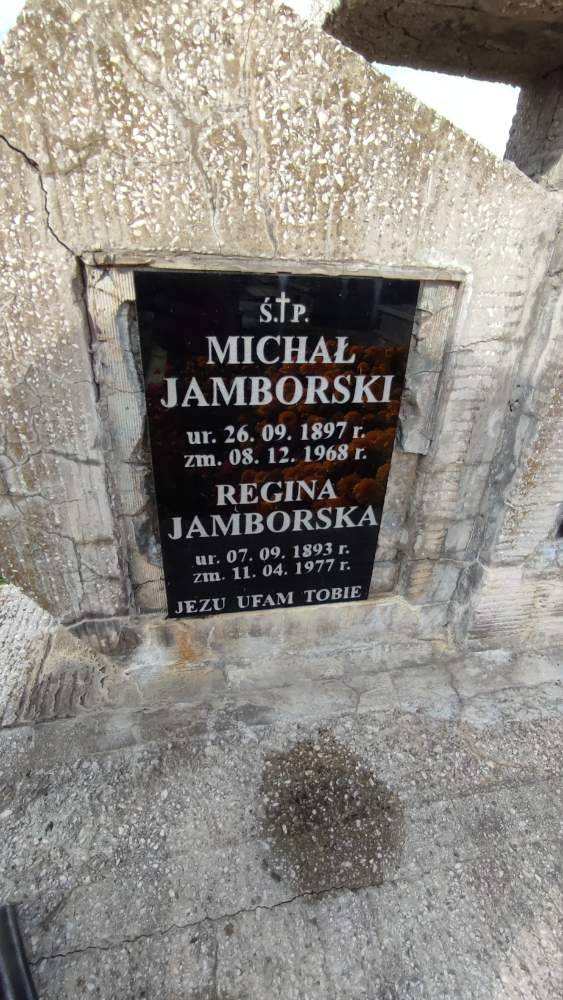 Ś.†P.
MICHAŁ
JAMBORSKI
ur. 26. 09. 1897 r.
zm. 08. 12. 1968 r.
REGINA
JAMBORSKA
ur. 07. 09. 1893 r.
zm. 11. 04. 1977 r.
JEZU UFAM TOBIE